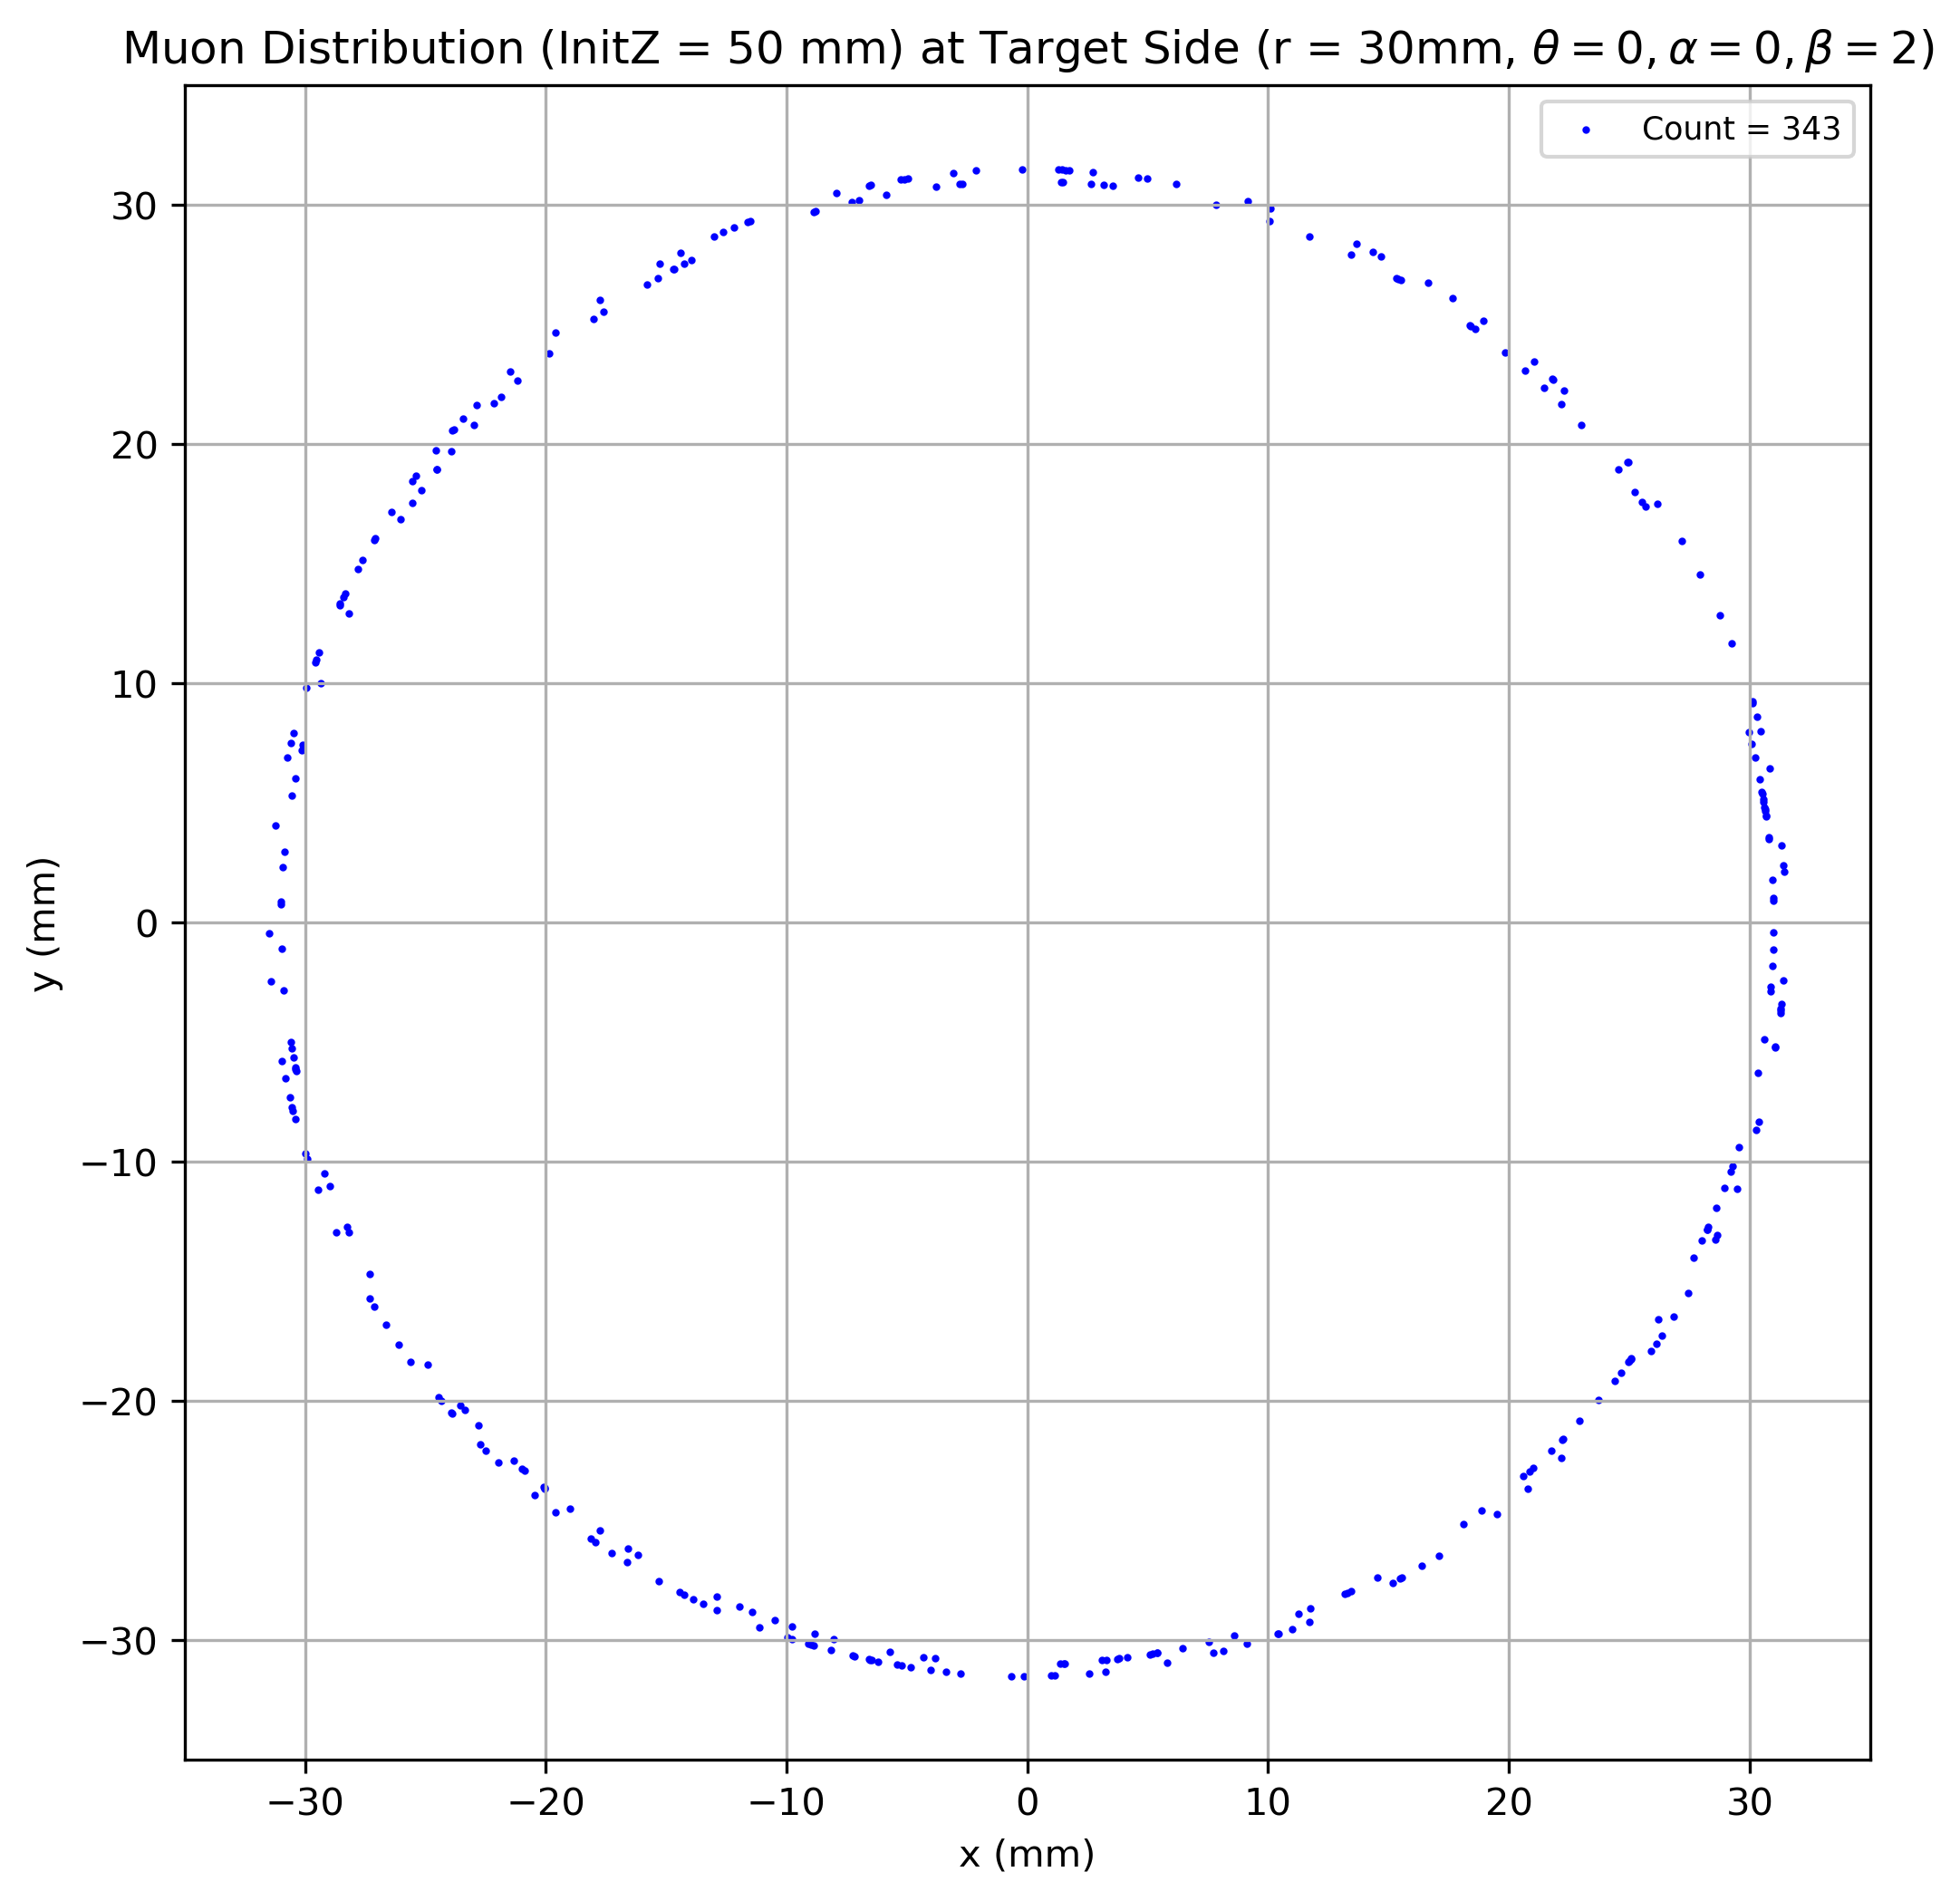 Muon Distribution (InitZ = 50 mm) at Target Side (r = 30mm, θ = 0, α = 0, β = 2)
Count = 343
30
20
10
0
−10
−20
−30
y (mm)
−30 −20 −10 0 10 20 30
x (mm)